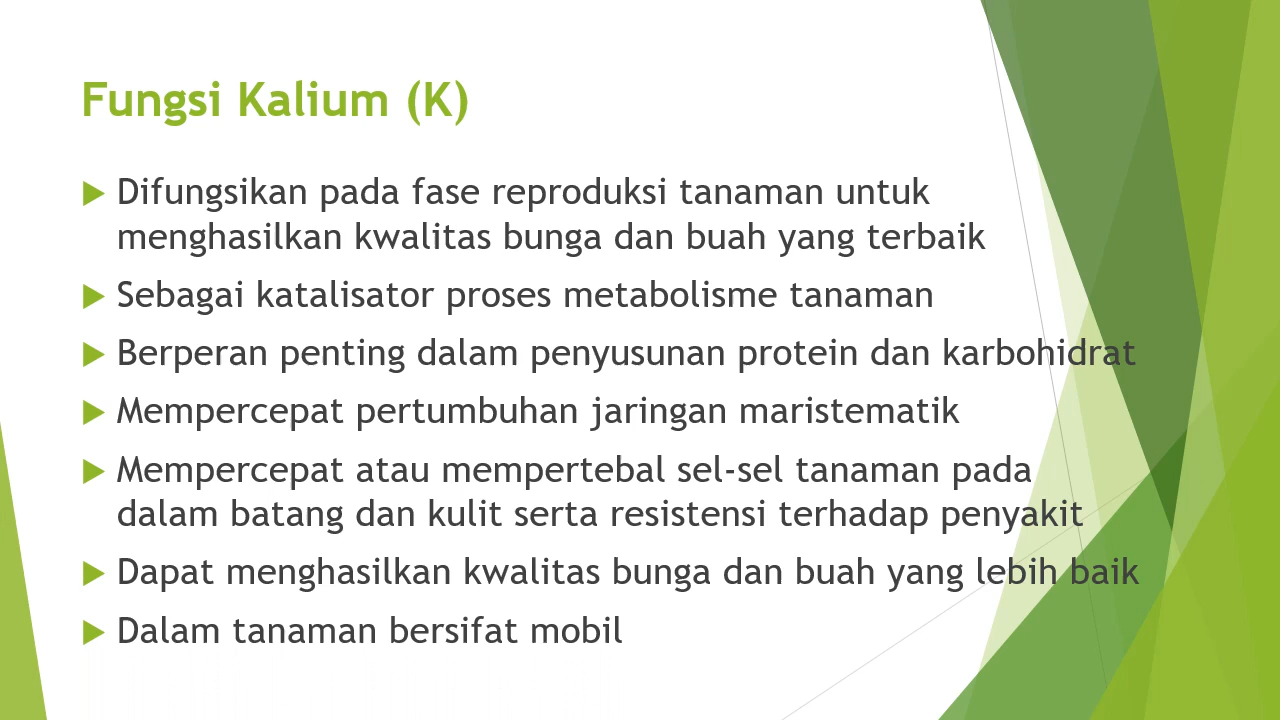 Fungsi Kalium (K)
Difungsikan pada fase reproduksi tanaman untuk
menghasilkan kwalitas bunga dan buah yang terbaik
Sebagai katalisator proses metabolisme tanaman
Berperan penting dalam penyusunan protein dan karbohidrat
Mempercepat pertumbuhan jaringan maristematik
Mempercepat atau mempertebal sel-sel tanaman pada
dalam batang dan kulit serta resistensi terhadap penyakit
Dapat menghasilkan kwalitas bunga dan buah yang lebih baik
Dalam tanaman bersifat mobil